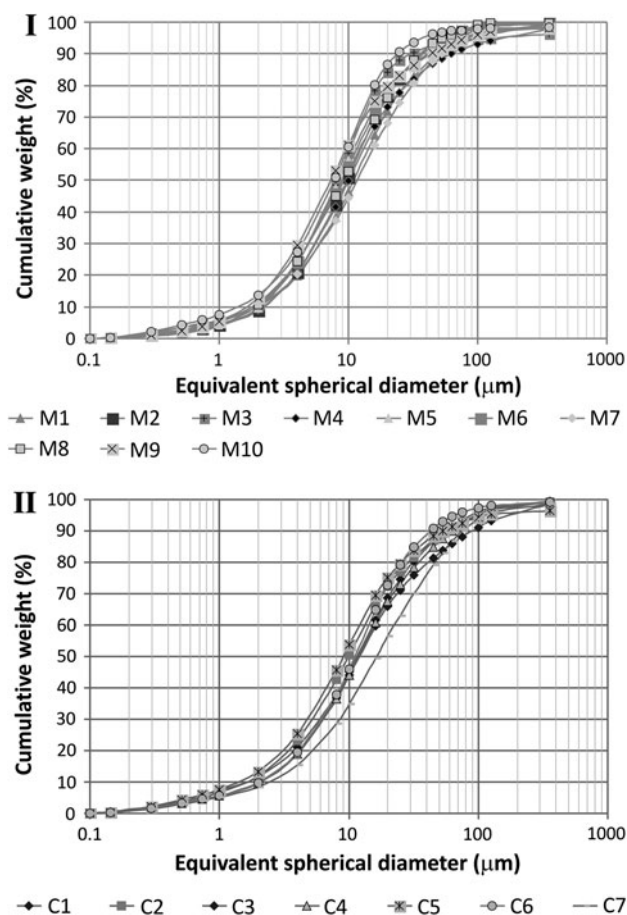 I
100
90
80
70
60
50
40
30
20
10
0
Cumulative weight (%)
0.1 1 10 100 1000
Equivalent spherical diameter (μm)
M1 M2 M3 M4 M5 M6 M7
M8 M9 M10
II
100
90
80
70
60
50
40
30
20
10
0
Cumulative weight (%)
0.1 1 10 100 1000
Equivalent spherical diameter (μm)
C1 C2 C3 C4 C5 C6 C7